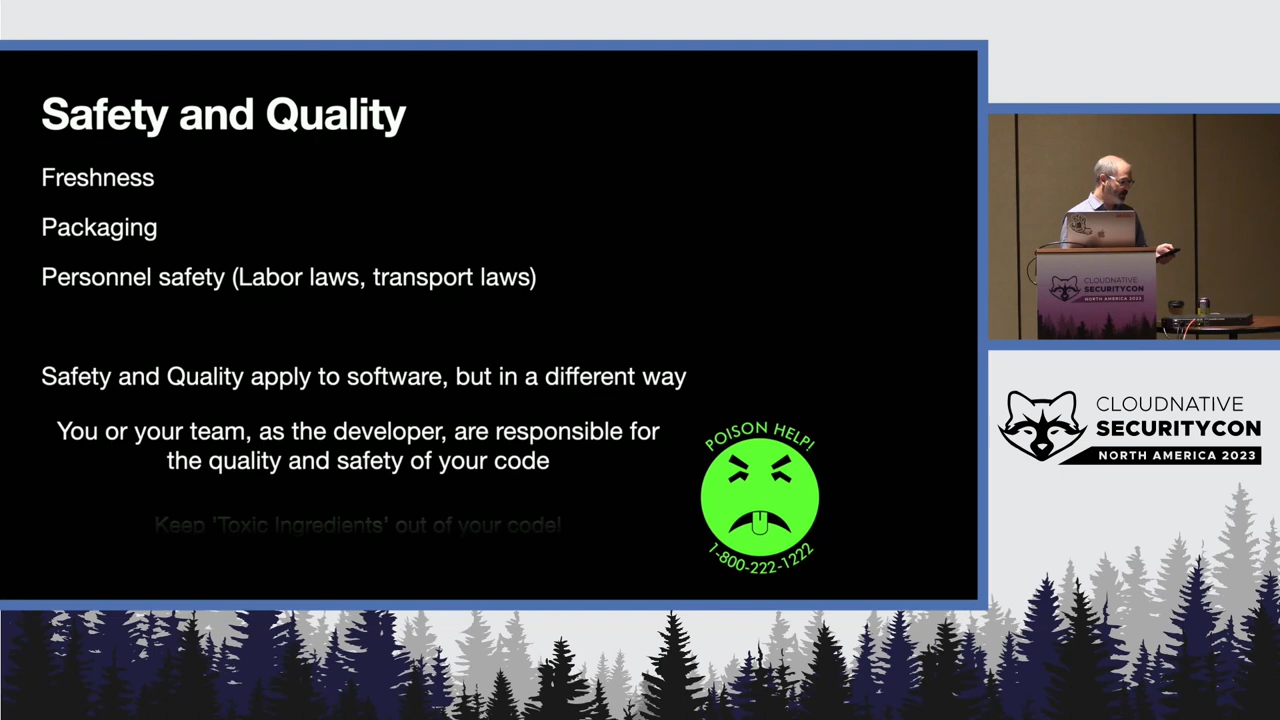 Safety and Quality
Freshness
Packaging
Personnel safety (Labor laws, transport laws)
Safety and Quality apply to software, but in a different way
You or your team, as the developer, are responsible for
the quality and safety of your code
Keep 'Toxic Ingredients' out of your code!
POISON HELP!
1-800-222-1222
CLOUDNATIVE
SECURITYCON
NORTH AMERICA 2023
CLOUDNATIVE
SECURITYCON
NORTH AMERICA 2023